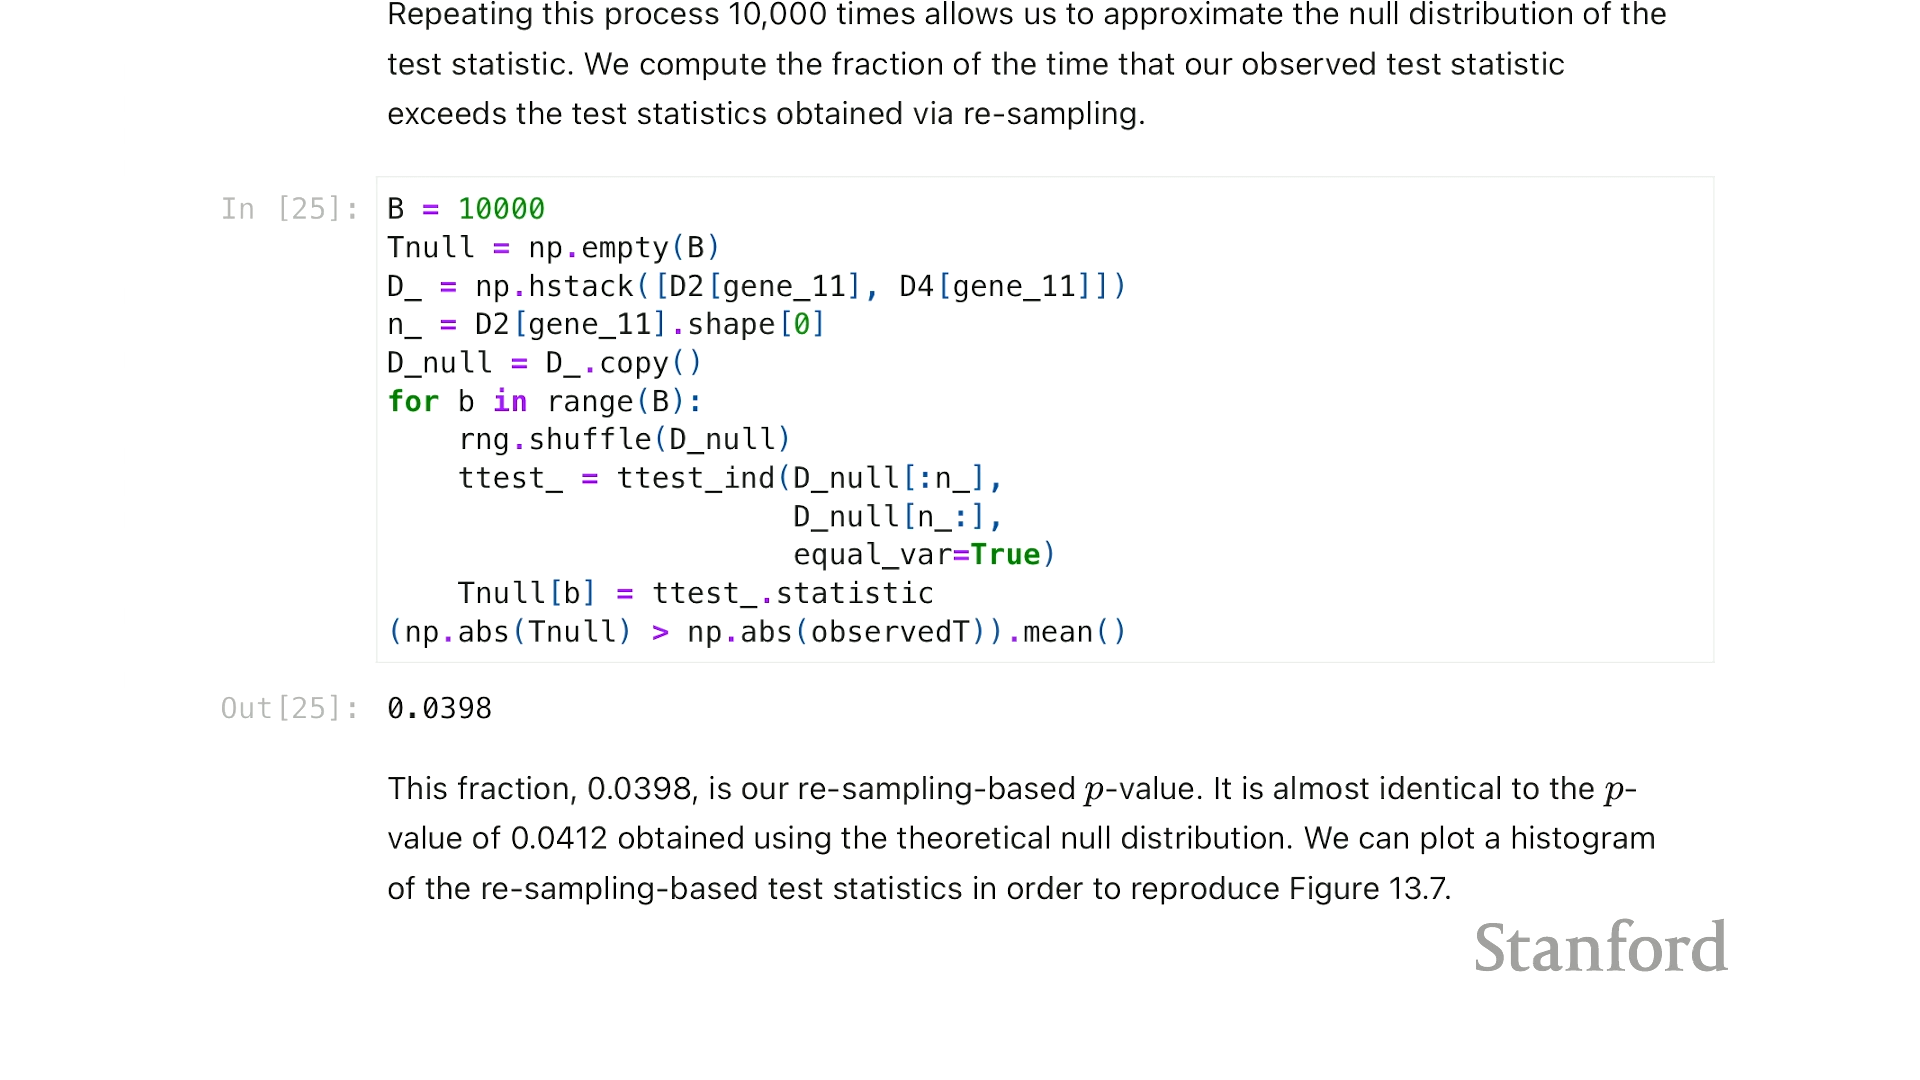 Repeating this process 10,000 times allows us to approximate the null distribution of the
test statistic. We compute the fraction of the time that our observed test statistic
exceeds the test statistics obtained via re-sampling.
In [25]:
B = 10000
Tnull = np.empty(B)
D_ = np.hstack([D2[gene_11], D4[gene_11]])
n_ = D2[gene_11].shape[0]
D_null = D_.copy()
for b in range(B):
    rng.shuffle(D_null)
    ttest_ = ttest_ind(D_null[:n_],
                       D_null[n_:],
                       equal_var=True)
    Tnull[b] = ttest_.statistic
(np.abs(Tnull) > np.abs(observedT)).mean()
Out[25]: 0.0398
This fraction, 0.0398, is our re-sampling-based p-value. It is almost identical to the p-
value of 0.0412 obtained using the theoretical null distribution. We can plot a histogram
of the re-sampling-based test statistics in order to reproduce Figure 13.7.
Stanford